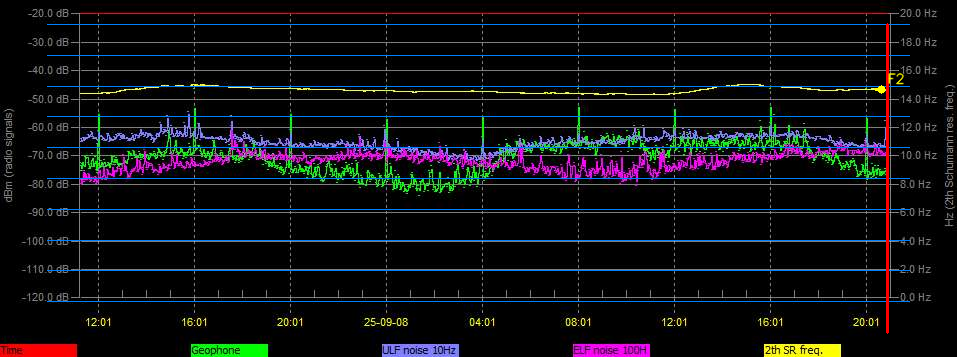 -20.0 dB 20.0 Hz
-30.0 dB 18.0 Hz
-40.0 dB 16.0 Hz
F2
-50.0 dB 14.0 Hz
-60.0 dB 12.0 Hz
-70.0 dB 10.0 Hz
-80.0 dB 8.0 Hz
-90.0 dB 6.0 Hz
-100.0 dB 4.0 Hz
-110.0 dB 2.0 Hz
-120.0 dB 0.0 Hz
dBm (radio signals)
Hz (2th Schumann res. freq.)
12:01 16:01 20:01 25-09-08 04:01 08:01 12:01 16:01 20:01
Time Geophone ULF noise 10Hz ELF noise 100H 2th SR freq.